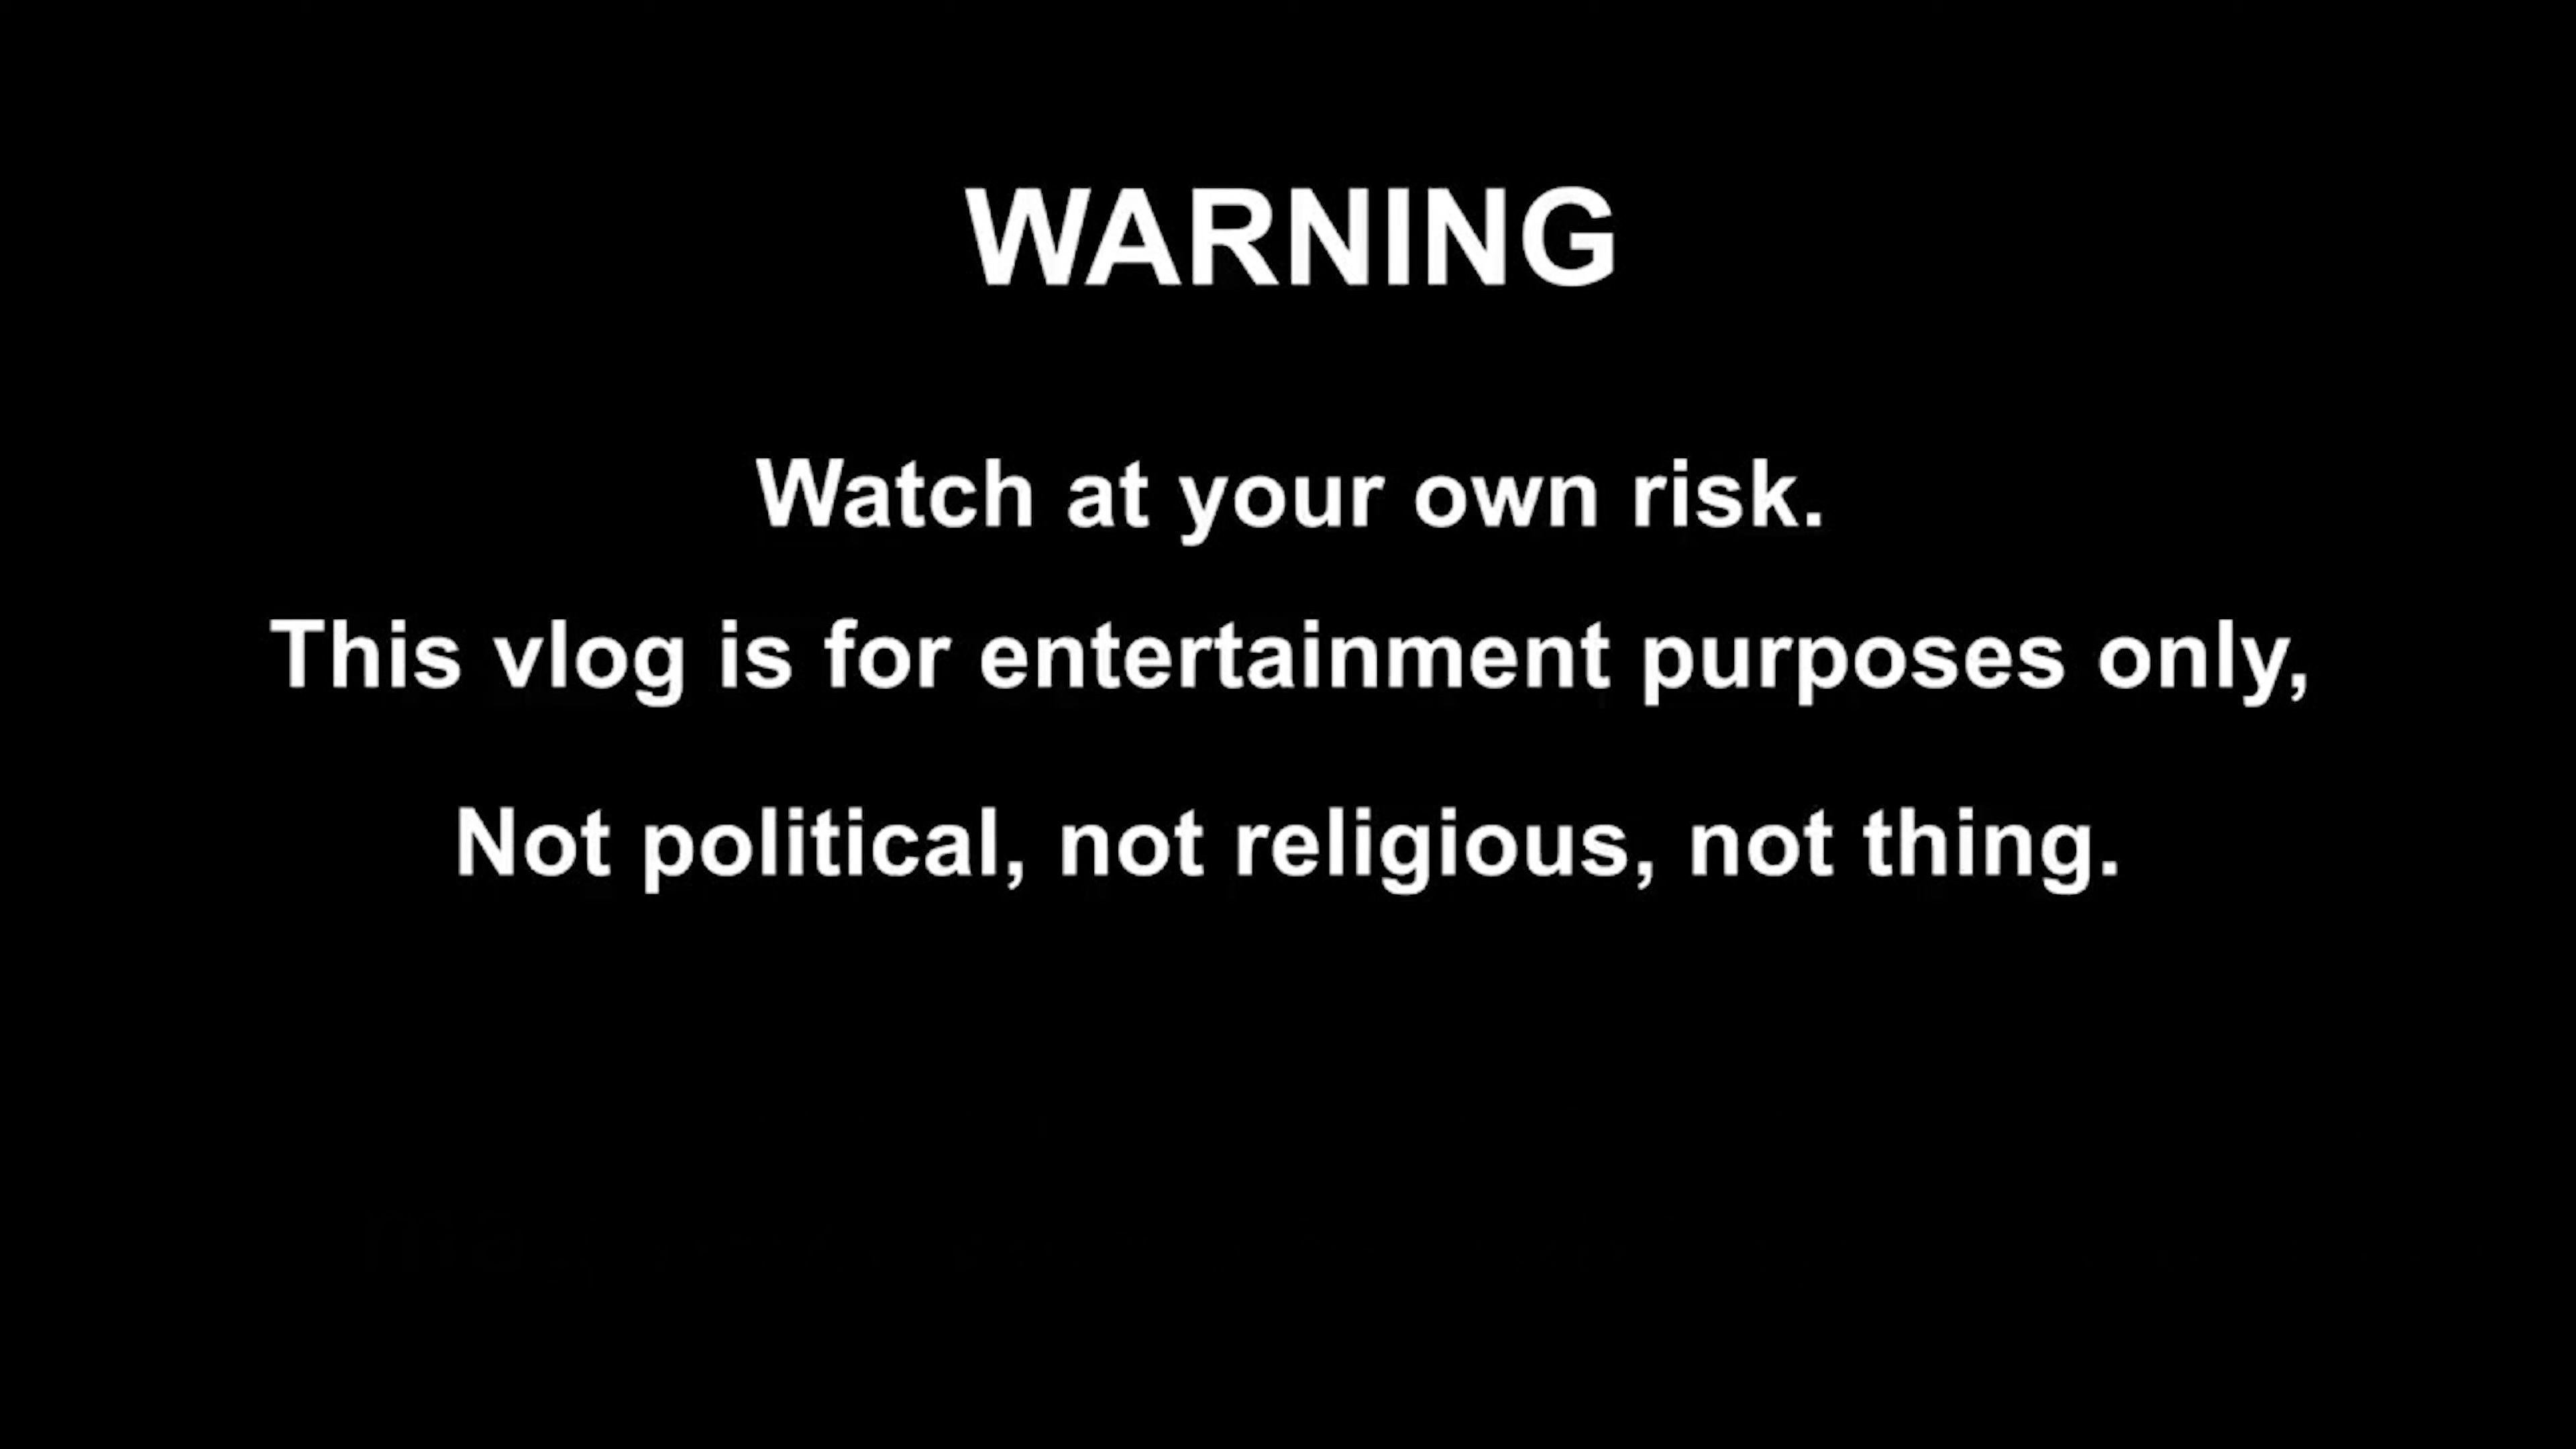 WARNING
Watch at your own risk.
This vlog is for entertainment purposes only,
Not political, not religious, not thing.